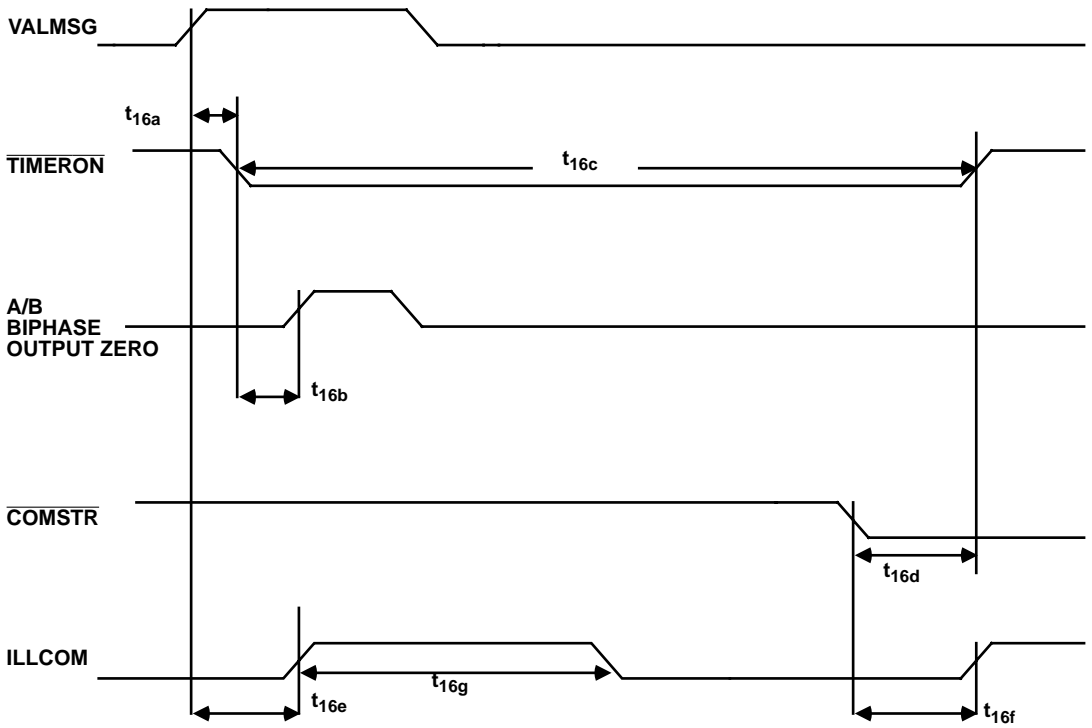 VALMSG
t16a
TIMERON
t16c
A/B
BIPHASE
OUTPUT ZERO
t16b
COMSTR
t16d
ILLCOM
t16g
t16e
t16f